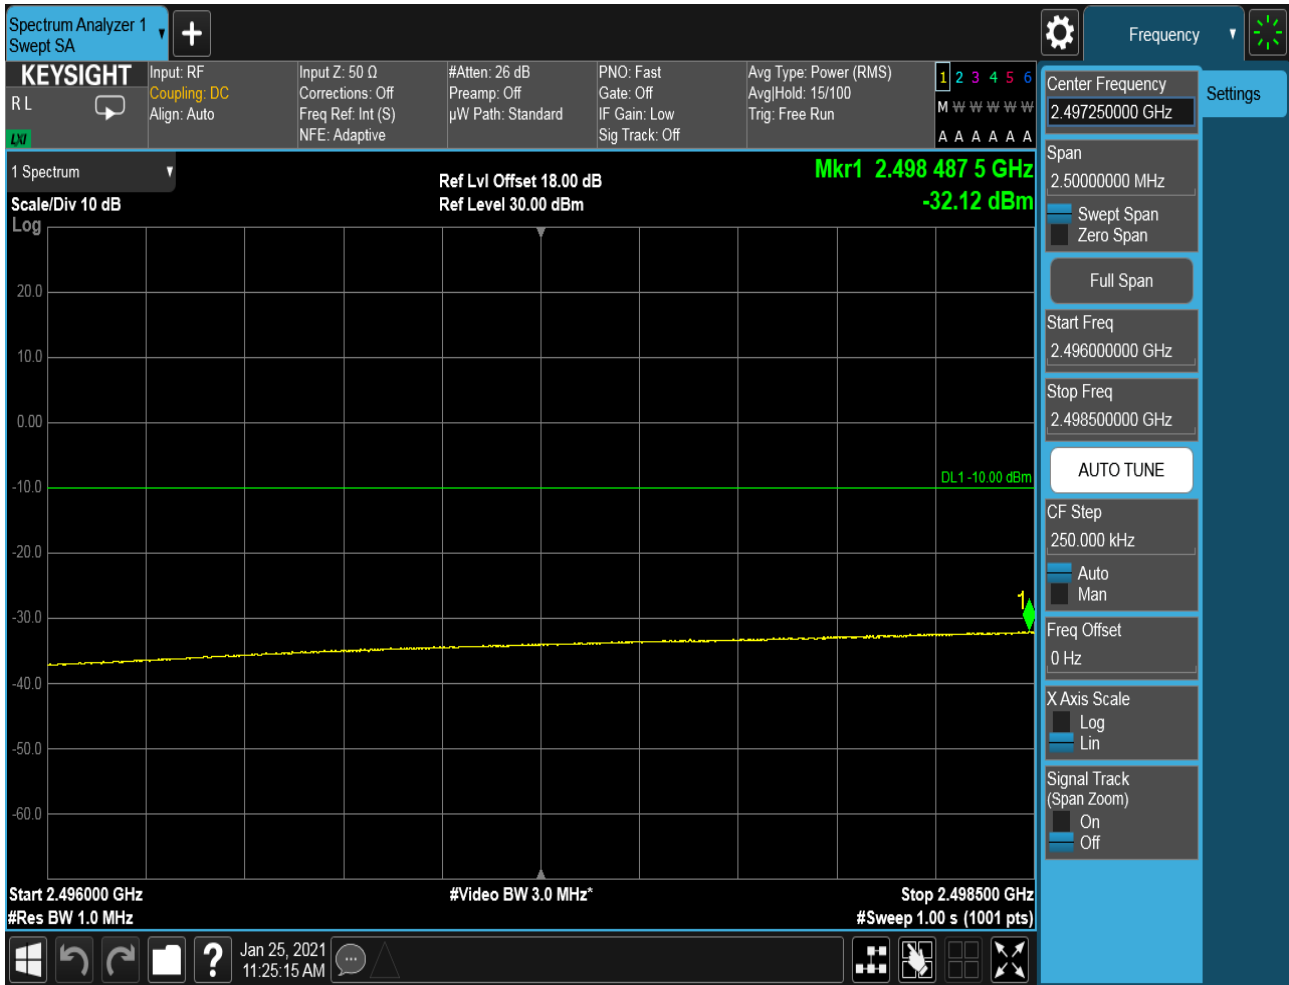 Spectrum Analyzer 1
Swept SA
Frequency
KEYSIGHT
R L
LXI
Input: RF
Coupling: DC
Align: Auto
Input Z: 50 Ω
Corrections: Off
Freq Ref: Int (S)
NFE: Adaptive
#Atten: 26 dB
Preamp: Off
µW Path: Standard
PNO: Fast
Gate: Off
IF Gain: Low
Sig Track: Off
Avg Type: Power (RMS)
Avg|Hold: 15/100
Trig: Free Run
1 2 3 4 5 6
M W W W W W
A A A A A A
1 Spectrum
Scale/Div 10 dB
Log
Ref Lvl Offset 18.00 dB
Ref Level 30.00 dBm
Mkr1 2.498 487 5 GHz
-32.12 dBm
20.0
10.0
0.00
-10.0
-20.0
-30.0
-40.0
-50.0
-60.0
DL1 -10.00 dBm
1
Start 2.496000 GHz
#Res BW 1.0 MHz
#Video BW 3.0 MHz*
Stop 2.498500 GHz
#Sweep 1.00 s (1001 pts)
Jan 25, 2021
11:25:15 AM
Center Frequency
2.497250000 GHz
Settings
Span
2.50000000 MHz
Swept Span
Zero Span
Full Span
Start Freq
2.496000000 GHz
Stop Freq
2.498500000 GHz
AUTO TUNE
CF Step
250.000 kHz
Auto
Man
Freq Offset
0 Hz
X Axis Scale
Log
Lin
Signal Track
(Span Zoom)
On
Off